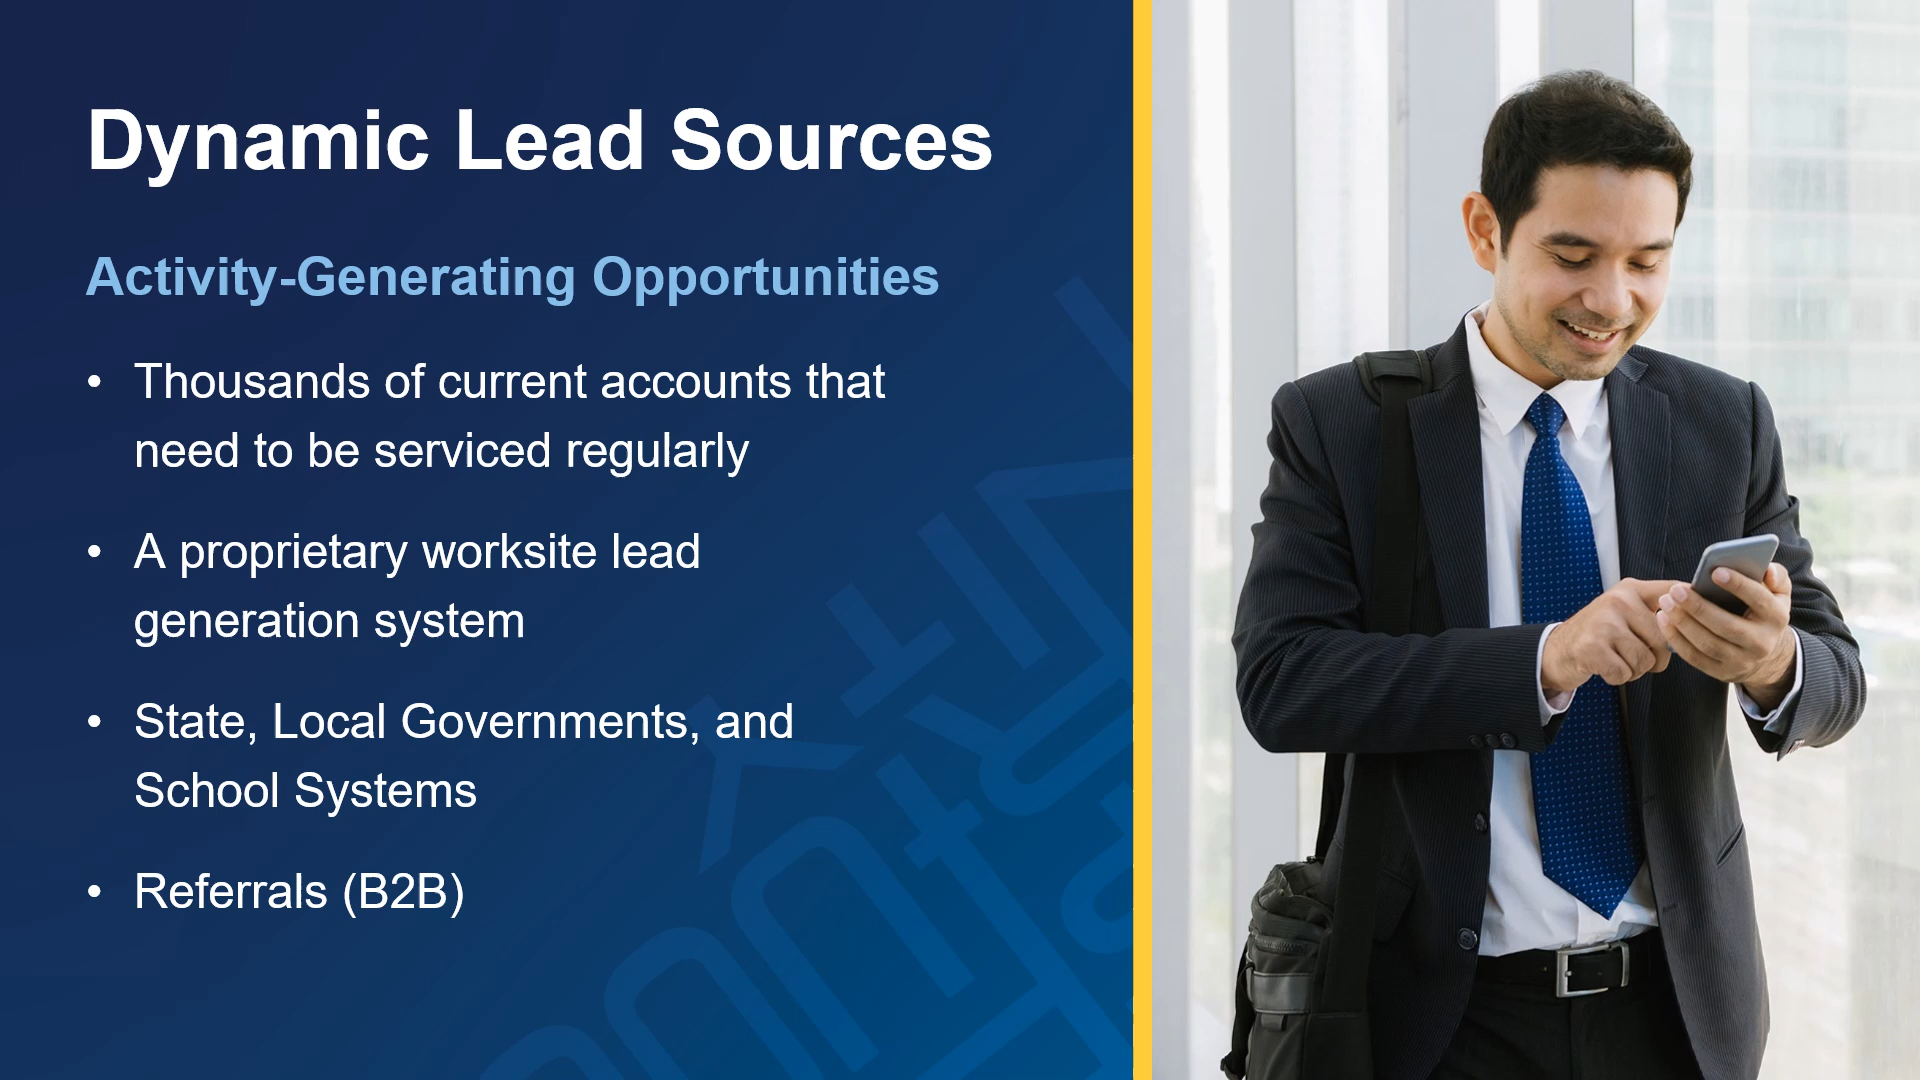 Dynamic Lead Sources
Activity-Generating Opportunities
• Thousands of current accounts that
need to be serviced regularly
• A proprietary worksite lead
generation system
• State, Local Governments, and
School Systems
• Referrals (B2B)